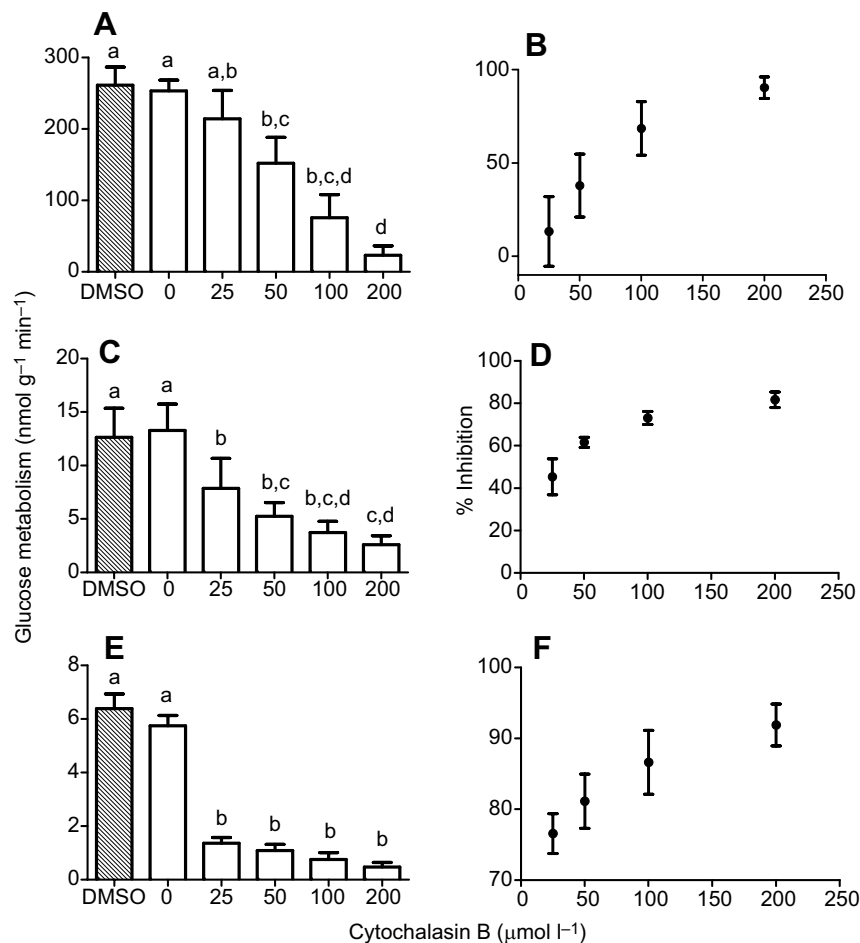 A
300
200
100
0
a
a
a,b
b,c
b,c,d
d
DMSO
0
25
50
100
200
B
100
50
0
0
50
100
150
200
250
C
20
15
10
5
0
a
a
b
b,c
b,c,d
c,d
DMSO
0
25
50
100
200
D
100
80
60
40
20
0
0
50
100
150
200
250
E
8
6
4
2
0
a
a
b
b
b
b
DMSO
0
25
50
100
200
F
100
90
80
70
0
50
100
150
200
250
Glucose metabolism (nmol g–1 min–1)
% Inhibition
Cytochalasin B (μmol l–1)